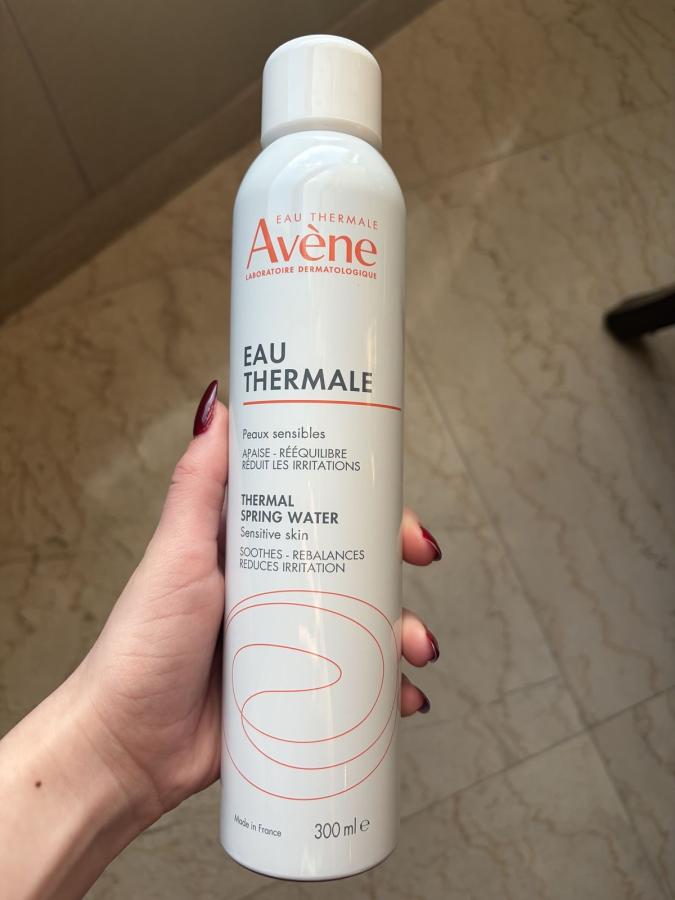 EAU THERMALE
Avène
LABORATOIRE DERMATOLOGIQUE
EAU
THERMALE
Peaux sensibles
APAISE - RÉÉQUILIBRE
RÉDUIT LES IRRITATIONS
THERMAL
SPRING WATER
Sensitive skin
SOOTHES - REBALANCES
REDUCES IRRITATION
Made in France
300 ml e